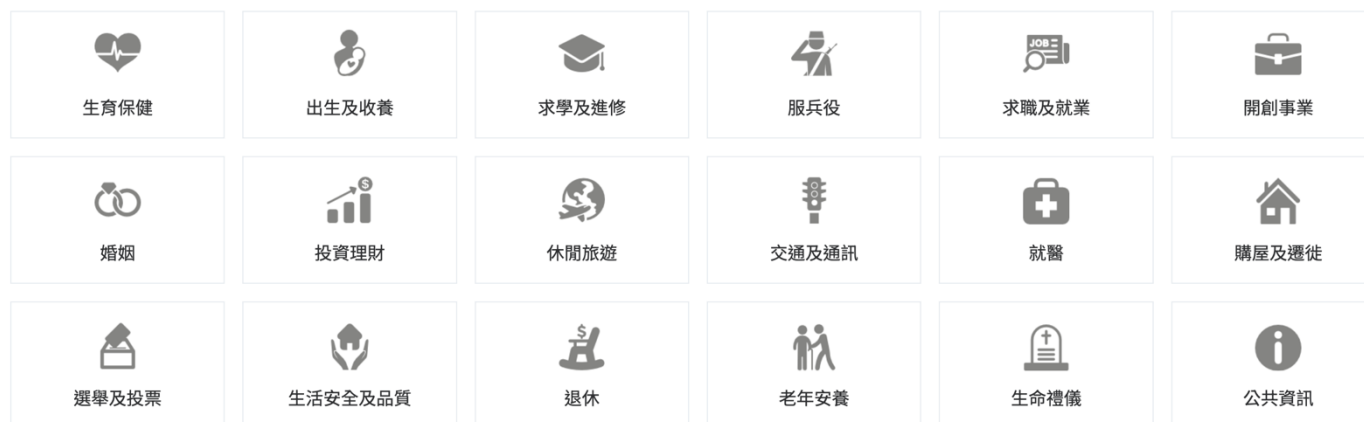 JOB
生育保健
出生及收養
求學及進修
服兵役
求職及就業
開創事業
$
婚姻
投資理財
休閒旅遊
交通及通訊
就醫
購屋及遷徙
$
選舉及投票
生活安全及品質
退休
老年安養
生命禮儀
公共資訊